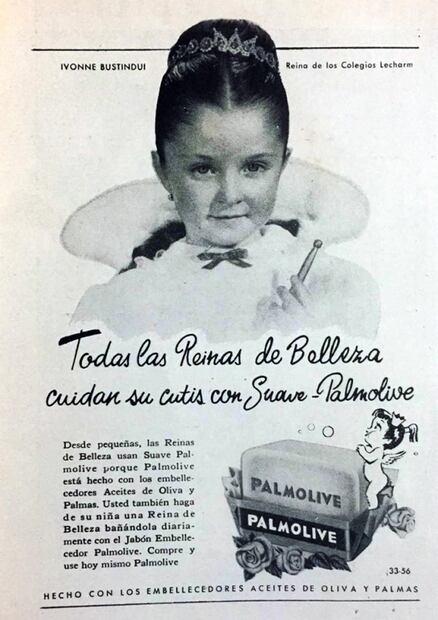 IVONNE BUSTINDUI
Reina de los Colegios Lecharm
Todas las Reinas de Belleza
cuidan su cutis con Suave-Palmolive
Desde pequeñas, las Reinas
de Belleza usan Suave Pal-
molive porque Palmolive
está hecho con los embelle-
cedores Aceites de Oliva y
Palmas. Usted también haga
de su niña una Reina de
Belleza bañándola diaria-
mente con el Jabón Embelle-
cedor Palmolive. Compre y
use hoy mismo Palmolive
PALMOLIVE
PALMOLIVE
33-56
HECHO CON LOS EMBELLECEDORES ACEITES DE OLIVA Y PALMAS